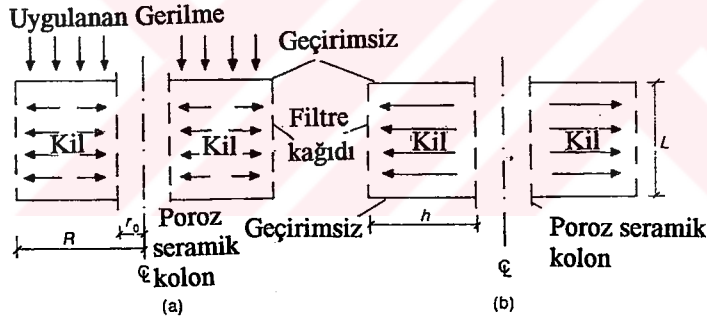 Uygulanan Gerilme
Geçirimsiz
Kil
Kil
Filtre
kağıdı
Kil
Kil
L
R
r₀
Poroz
seramik
kolon
℄
(a)
Geçirimsiz
h
Poroz seramik
kolon
℄
(b)